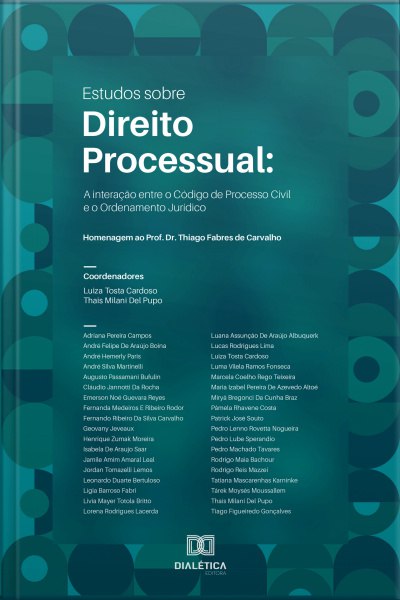 Estudos sobre
Direito
Processual:
A interação entre o Código de Processo Civil
e o Ordenamento Jurídico
Homenagem ao Prof. Dr. Thiago Fabres de Carvalho
Coordenadores
Luiza Tosta Cardoso
Thais Milani Del Pupo
Adriana Pereira Campos
André Felipe De Araujo Boina
André Hemerly Paris
André Silva Martinelli
Augusto Passamani Bufulin
Cláudio Jannotti Da Rocha
Emerson Noé Guevara Reyes
Fernanda Medeiros E Ribeiro Rodor
Fernando Ribeiro Da Silva Carvalho
Geovany Jeveaux
Henrique Zumak Moreira
Isabela De Araujo Saar
Jamile Amim Amaral Leal
Jordan Tomazelli Lemos
Leonardo Duarte Bertuloso
Ligia Barroso Fabri
Livia Mayer Totola Britto
Lorena Rodrigues Lacerda
Luana Assunção De Araújo Albuquerk
Lucas Rodrigues Lima
Luiza Tosta Cardoso
Luma Vilela Ramos Fonseca
Marcela Coelho Rego Teixeira
Maria Izabel Pereira De Azevedo Altoé
Miryã Bregonci Da Cunha Braz
Pâmela Rhavene Costa
Patrick Jose Souto
Pedro Lenno Rovetta Nogueira
Pedro Lube Sperandio
Pedro Machado Tavares
Rodrigo Maia Bachour
Rodrigo Reis Mazzei
Tatiana Mascarenhas Karninke
Tárek Moysés Moussallem
Thais Milani Del Pupo
Tiago Figueiredo Gonçalves
DIALÉTICA
EDITORA